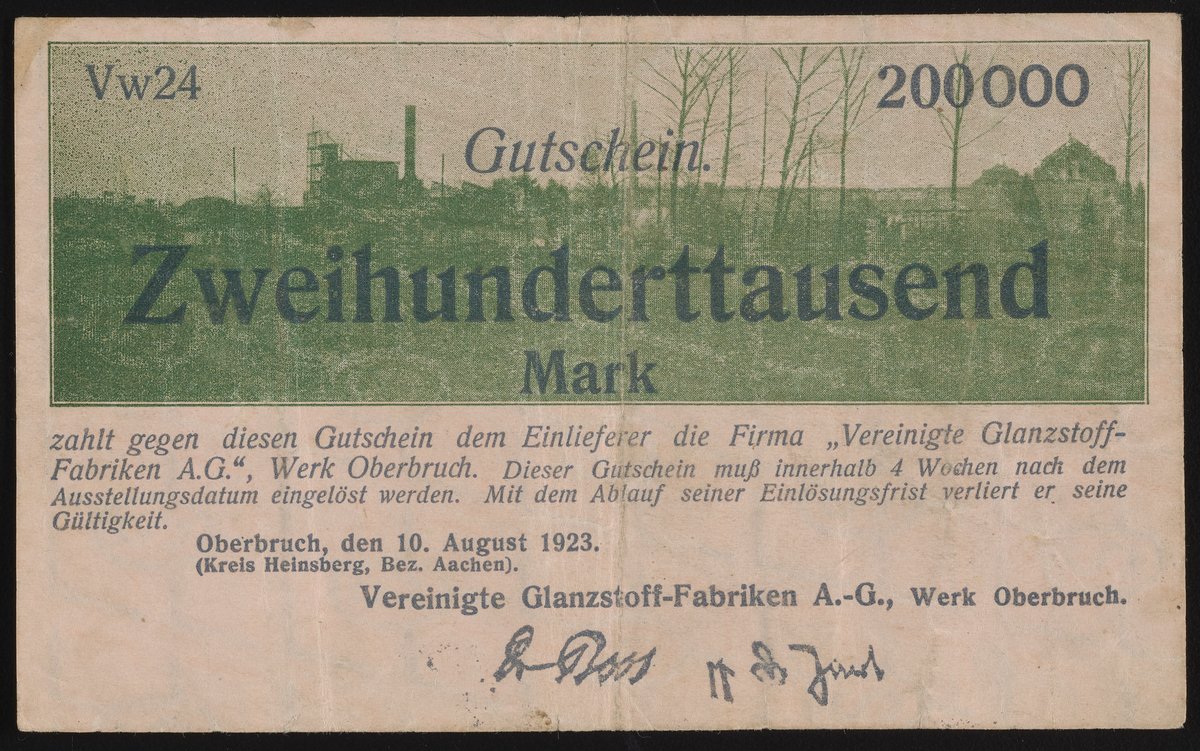 Vw24
200000
Gutschein.
Zweihunderttausend
Mark
zahlt gegen diesen Gutschein dem Einlieferer die Firma „Vereinigte Glanzstoff-
Fabriken A.G.“, Werk Oberbruch. Dieser Gutschein muß innerhalb 4 Wochen nach dem
Ausstellungsdatum eingelöst werden. Mit dem Ablauf seiner Einlösungsfrist verliert er seine
Gültigkeit.
Oberbruch, den 10. August 1923.
(Kreis Heinsberg, Bez. Aachen).
Vereinigte Glanzstoff-Fabriken A.-G., Werk Oberbruch.